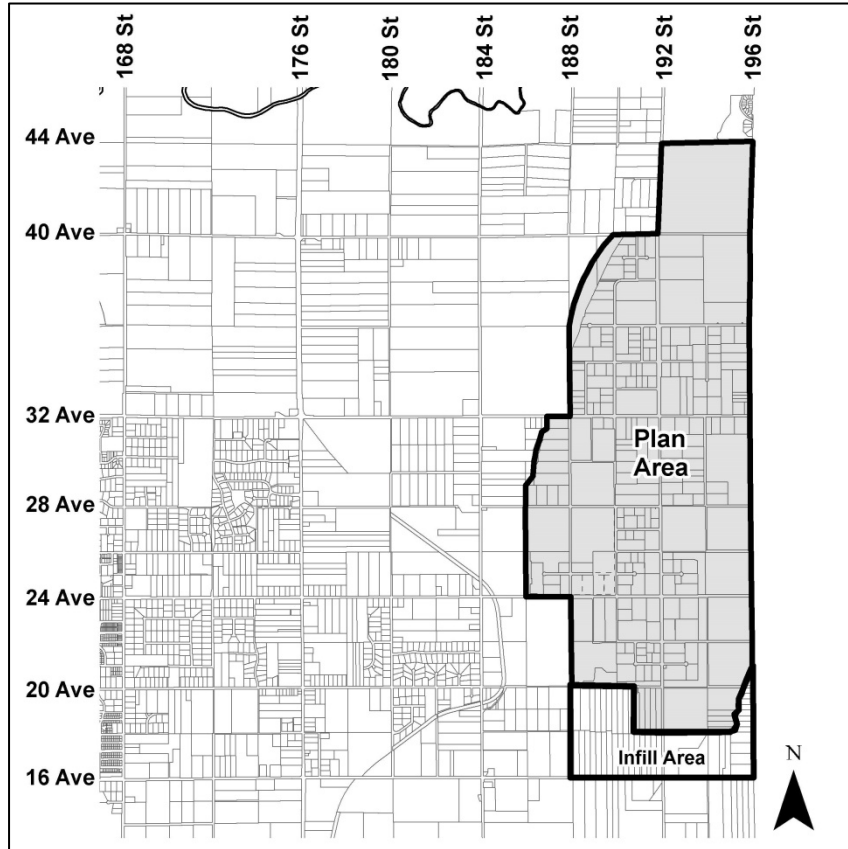 168 St
176 St
180 St
184 St
188 St
192 St
196 St
44 Ave
40 Ave
32 Ave
28 Ave
24 Ave
20 Ave
16 Ave
Plan
Area
Infill Area
N